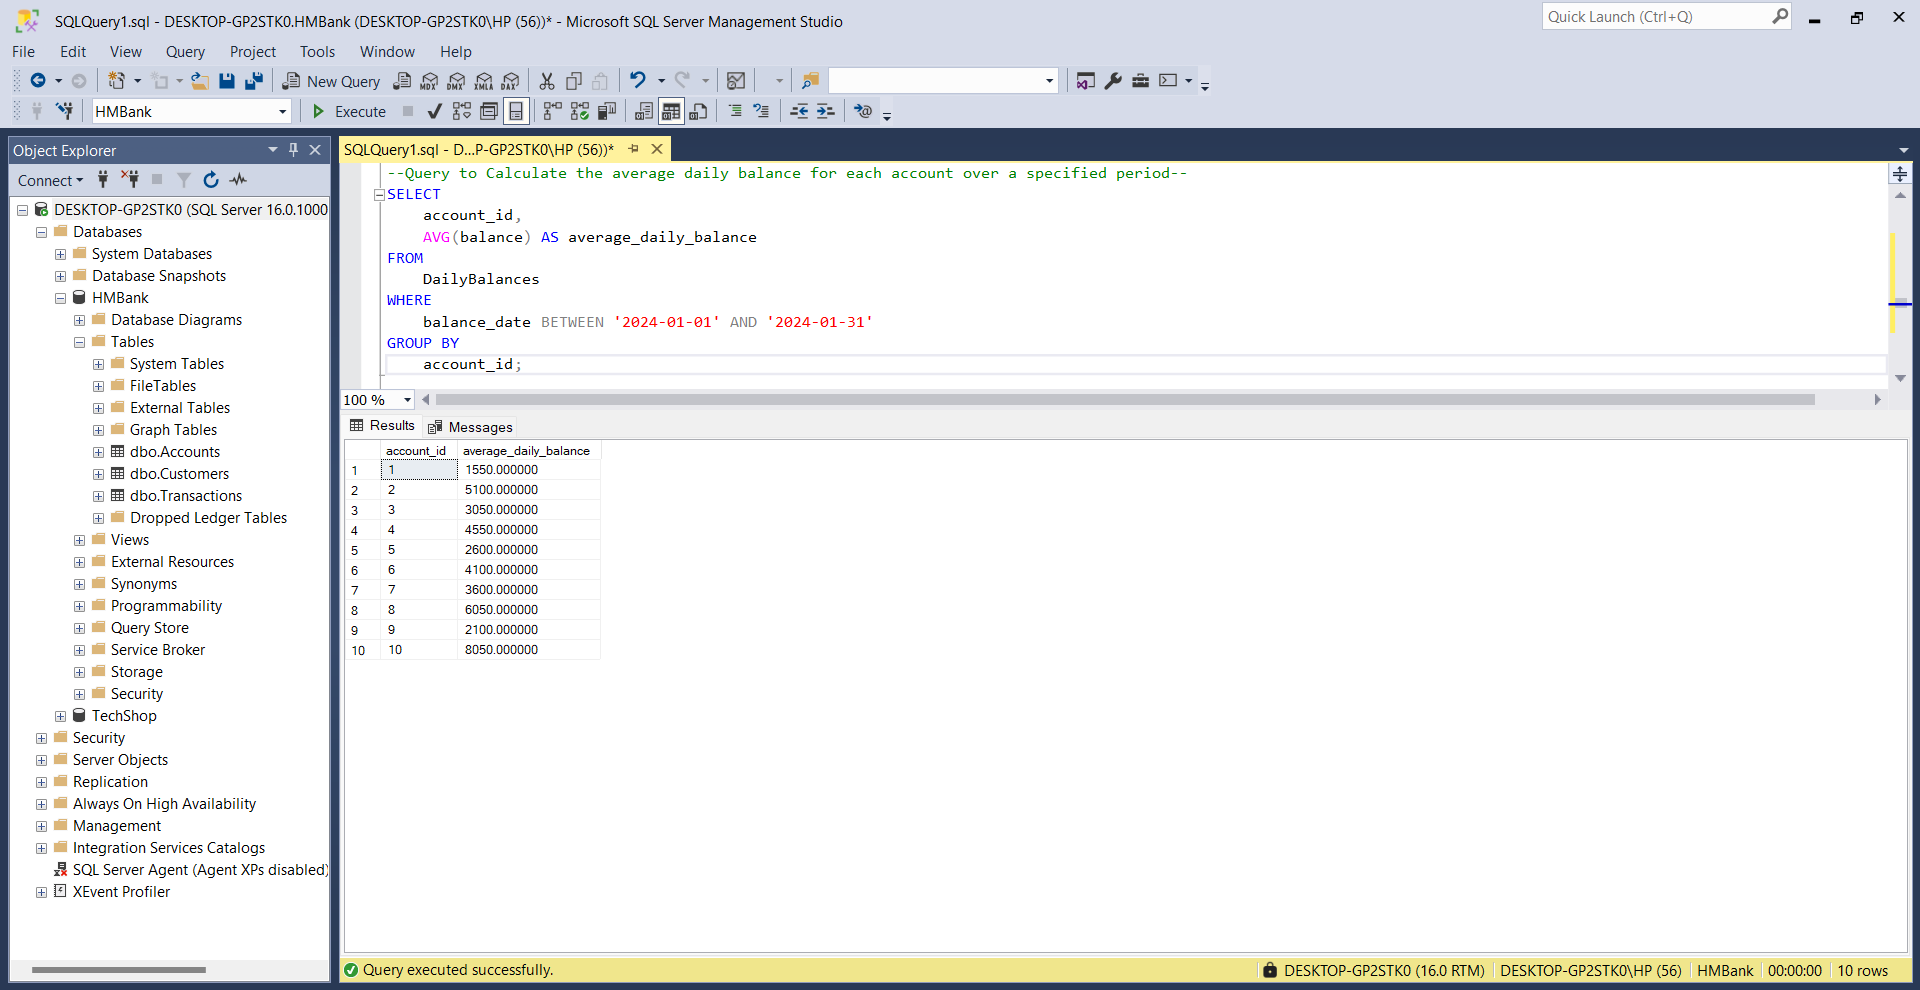 SQLQuery1.sql - DESKTOP-GP2STK0.HMBank (DESKTOP-GP2STK0\HP (56))* - Microsoft SQL Server Management Studio
Quick Launch (Ctrl+Q)
File Edit View Query Project Tools Window Help
New Query MDX DMX XMLA DAX
HMBank Execute
Object Explorer
Connect
DESKTOP-GP2STK0 (SQL Server 16.0.1000
Databases
System Databases
Database Snapshots
HMBank
Database Diagrams
Tables
System Tables
FileTables
External Tables
Graph Tables
dbo.Accounts
dbo.Customers
dbo.Transactions
Dropped Ledger Tables
Views
External Resources
Synonyms
Programmability
Query Store
Service Broker
Storage
Security
TechShop
Security
Server Objects
Replication
Always On High Availability
Management
Integration Services Catalogs
SQL Server Agent (Agent XPs disabled)
XEvent Profiler
SQLQuery1.sql - D...P-GP2STK0\HP (56))*
--Query to Calculate the average daily balance for each account over a specified period--
SELECT
account_id,
AVG(balance) AS average_daily_balance
FROM
DailyBalances
WHERE
balance_date BETWEEN '2024-01-01' AND '2024-01-31'
GROUP BY
account_id;
100 %
Results Messages
account_id average_daily_balance
1 1 1550.000000
2 2 5100.000000
3 3 3050.000000
4 4 4550.000000
5 5 2600.000000
6 6 4100.000000
7 7 3600.000000
8 8 6050.000000
9 9 2100.000000
10 10 8050.000000
Query executed successfully.
DESKTOP-GP2STK0 (16.0 RTM) DESKTOP-GP2STK0\HP (56) HMBank 00:00:00 10 rows